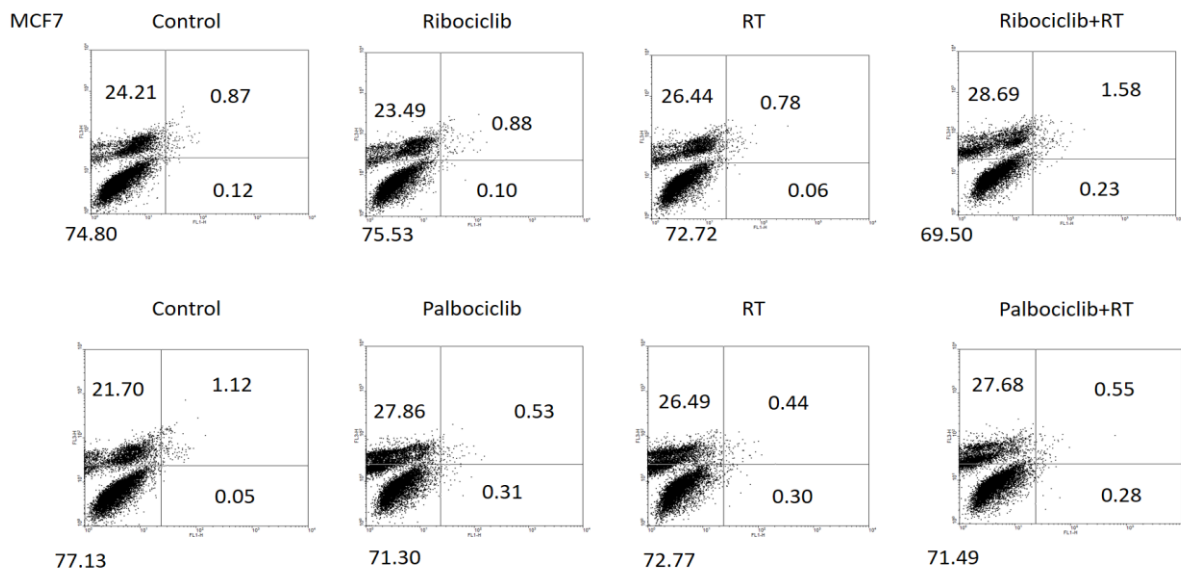 MCF7 Control Ribociclib RT Ribociclib+RT
24.21 0.87 23.49 0.88 26.44 0.78 28.69 1.58
0.12 0.10 0.06 0.23
74.80 75.53 72.72 69.50
Control Palbociclib RT Palbociclib+RT
21.70 1.12 27.86 0.53 26.49 0.44 27.68 0.55
0.05 0.31 0.30 0.28
77.13 71.30 72.77 71.49